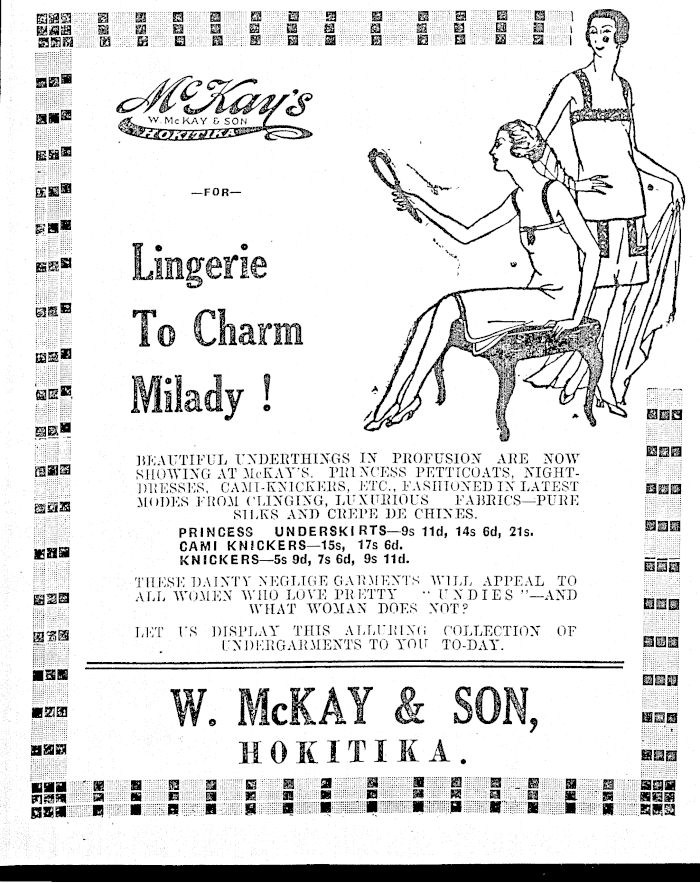 McKay's
W. McKAY & SON
HOKITIKA
—FOR—
Lingerie
To Charm
Milady !
BEAUTIFUL UNDERTHINGS IN PROFUSION ARE NOW
SHOWING AT McKAY'S. PRINCESS PETTICOATS, NIGHT-
DRESSES, CAMI-KNICKERS, ETC., FASHIONED IN LATEST
MODES FROM CLINGING, LUXURIOUS FABRICS—PURE
SILKS AND CREPE DE CHINES.
PRINCESS UNDERSKIRTS—9s 11d, 14s 6d, 21s.
CAMI KNICKERS—15s, 17s 6d.
KNICKERS—5s 9d, 7s 6d, 9s 11d.
THESE DAINTY NEGLIGE GARMENTS WILL APPEAL TO
ALL WOMEN WHO LOVE PRETTY " UNDIES "—AND
WHAT WOMAN DOES NOT?
LET US DISPLAY THIS ALLURING COLLECTION OF
UNDERGARMENTS TO YOU TO-DAY.
W. McKAY & SON,
HOKITIKA.